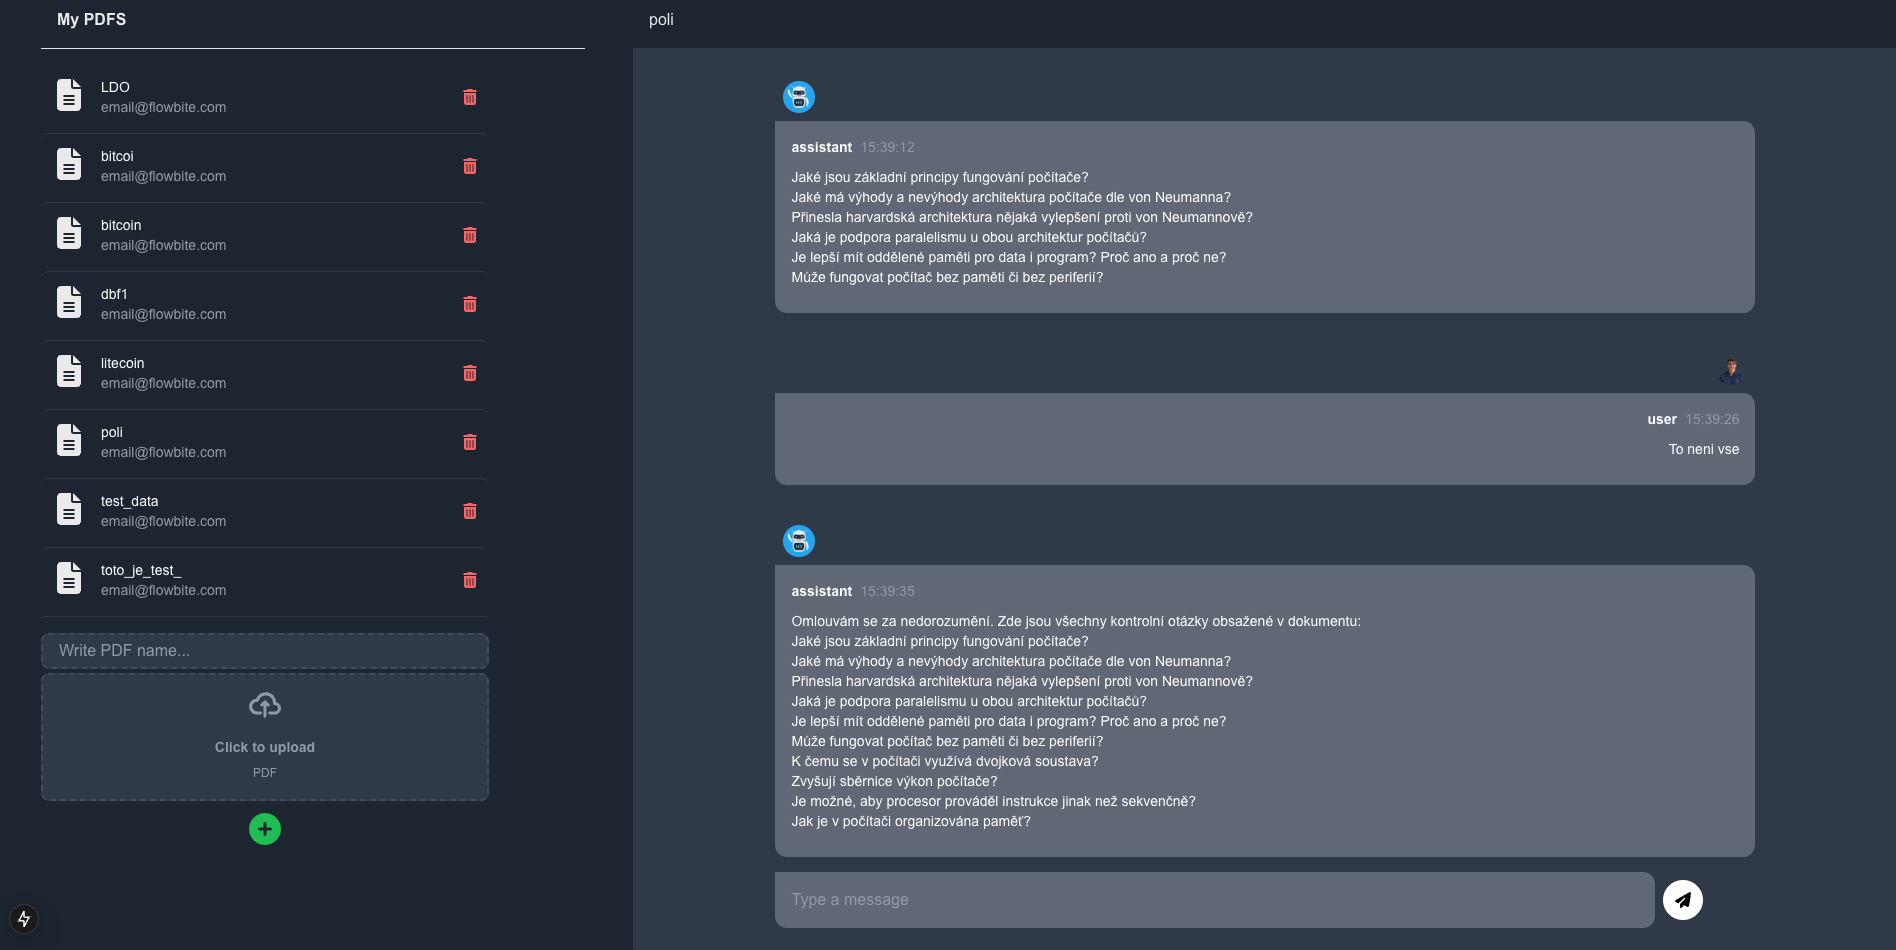 My PDFS
LDO
email@flowbite.com
bitcoi
email@flowbite.com
bitcoin
email@flowbite.com
dbf1
email@flowbite.com
litecoin
email@flowbite.com
poli
email@flowbite.com
test_data
email@flowbite.com
toto_je_test_
email@flowbite.com
Write PDF name...
Click to upload
PDF
poli
assistant 15:39:12
Jaké jsou základní principy fungování počítače?
Jaké má výhody a nevýhody architektura počítače dle von Neumanna?
Přinesla harvardská architektura nějaká vylepšení proti von Neumannově?
Jaká je podpora paralelismu u obou architektur počítačů?
Je lepší mít oddělené paměti pro data i program? Proč ano a proč ne?
Může fungovat počítač bez paměti či bez periferií?
user 15:39:26
To neni vse
assistant 15:39:35
Omlouvám se za nedorozumění. Zde jsou všechny kontrolní otázky obsažené v dokumentu:
Jaké jsou základní principy fungování počítače?
Jaké má výhody a nevýhody architektura počítače dle von Neumanna?
Přinesla harvardská architektura nějaká vylepšení proti von Neumannově?
Jaká je podpora paralelismu u obou architektur počítačů?
Je lepší mít oddělené paměti pro data i program? Proč ano a proč ne?
Může fungovat počítač bez paměti či bez periferií?
K čemu se v počítači využívá dvojková soustava?
Zvyšují sběrnice výkon počítače?
Je možné, aby procesor prováděl instrukce jinak než sekvenčně?
Jak je v počítači organizována paměť?
Type a message